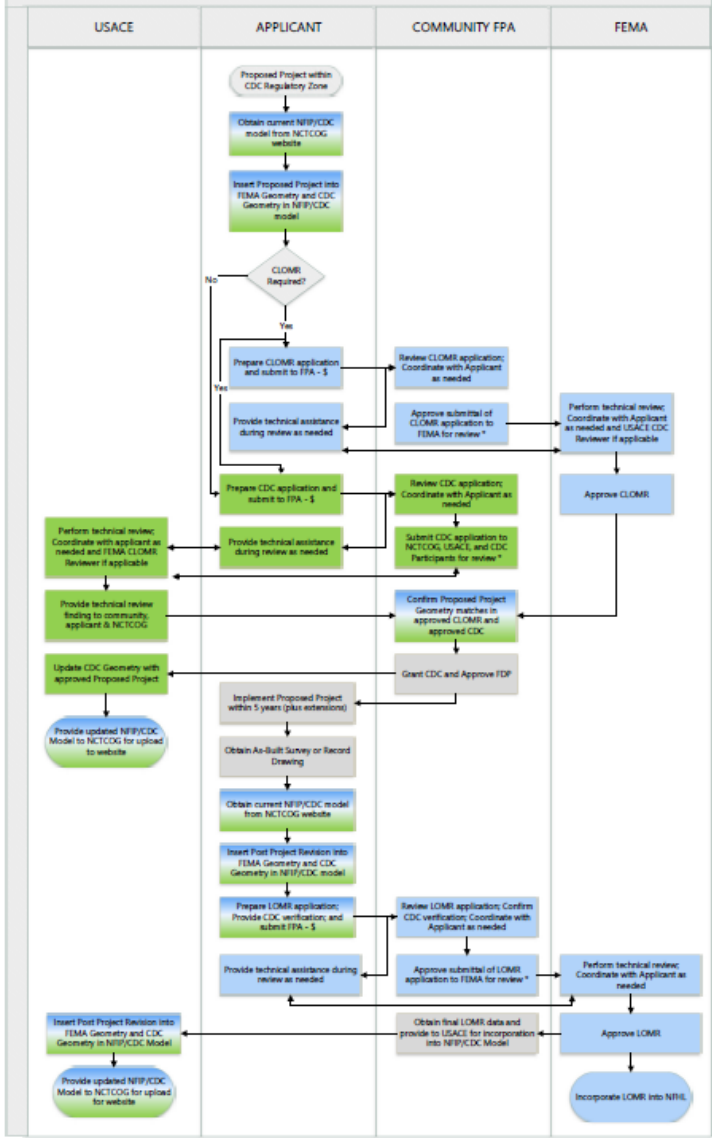 USACE
APPLICANT
COMMUNITY FPA
FEMA
Proposed Project within
CDC Regulatory Zone
Obtain current NFIP/CDC
model from NCTCOG
website
Insert Proposed Project into
FEMA Geometry and CDC
Geometry in NFIP/CDC
model
CLOMR
Required?
No
Yes
Yes
Prepare CLOMR application
and submit to FPA - $
Review CLOMR application;
Coordinate with Applicant
as needed
Provide technical assistance
during review as needed
Approve submittal of
CLOMR application to
FEMA for review *
Perform technical review;
Coordinate with Applicant
as needed and USACE CDC
Reviewer if applicable
Prepare CDC application and
submit to FPA - $
Review CDC application;
Coordinate with Applicant as
needed
Approve CLOMR
Perform technical review;
Coordinate with applicant as
needed and FEMA CLOMR
Reviewer if applicable
Provide technical assistance
during review as needed
Submit CDC application to
NCTCOG, USACE, and CDC
Participants for review *
Provide technical review
finding to community,
applicant & NCTCOG
Confirm Proposed Project
Geometry matches in
approved CLOMR and
approved CDC
Update CDC Geometry with
approved Proposed Project
Grant CDC and Approve FDP
Implement Proposed Project
within 5 years (plus extensions)
Provide updated NFIP/CDC
Model to NCTCOG for upload
to website
Obtain As-Built Survey or Record
Drawing
Obtain current NFIP/CDC model
from NCTCOG website
Insert Post Project Revision into
FEMA Geometry and CDC
Geometry in NFIP/CDC model
Prepare LOMR application;
Provide CDC verification; and
submit FPA - $
Review LOMR application; Confirm
CDC verification; Coordinate with
Applicant as needed
Provide technical assistance during
review as needed
Approve submittal of LOMR
application to FEMA for review *
Perform technical review;
Coordinate with Applicant as
needed
Insert Post Project Revision into
FEMA Geometry and CDC
Geometry in NFIP/CDC Model
Obtain final LOMR data and
provide to USACE for incorporation
into NFIP/CDC Model
Approve LOMR
Provide updated NFIP/CDC
Model to NCTCOG for upload
for website
Incorporate LOMR into NFHL